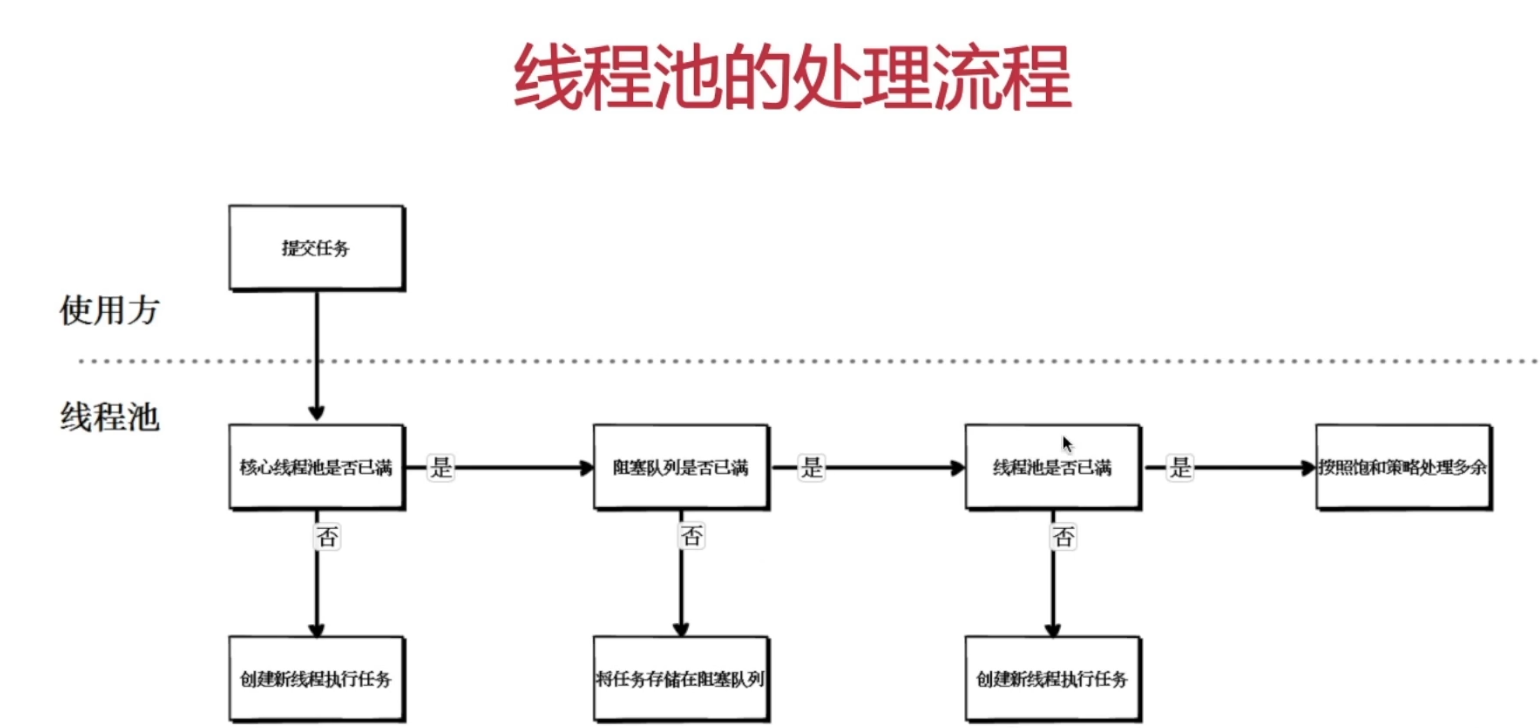 线程池的处理流程
提交任务
使用方
线程池
核心线程池是否已满
是
阻塞队列是否已满
是
线程池是否已满
是
按照饱和策略处理多余
否
否
否
创建新线程执行任务
将任务存储在阻塞队列
创建新线程执行任务